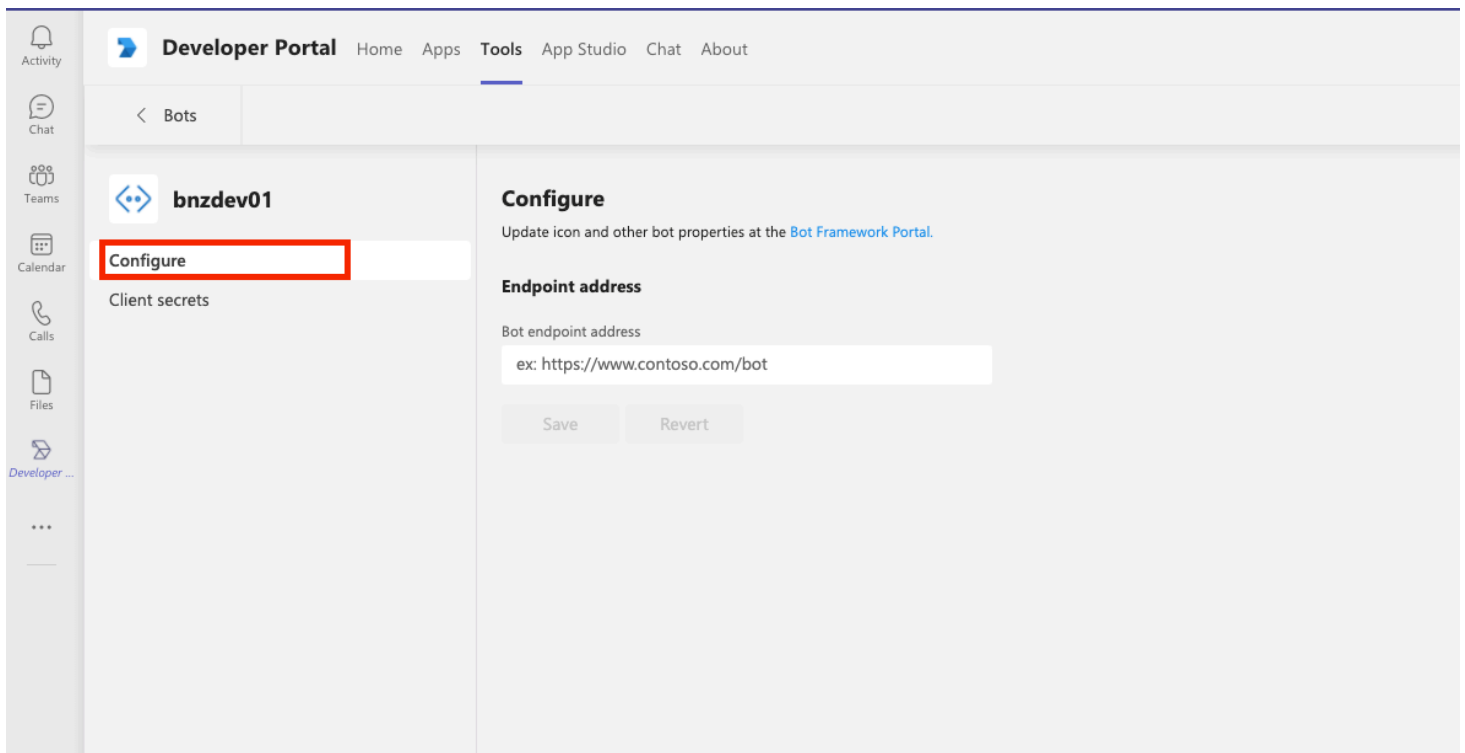 Activity
Chat
Teams
Calendar
Calls
Files
Developer ...
Developer Portal Home Apps Tools App Studio Chat About
Bots
bnzdev01
Configure
Client secrets
Configure
Update icon and other bot properties at the Bot Framework Portal.
Endpoint address
Bot endpoint address
ex: https://www.contoso.com/bot
Save Revert